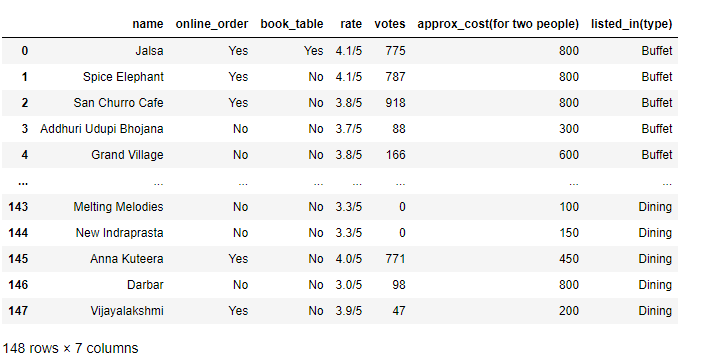 name online_order book_table rate votes approx_cost(for two people) listed_in(type)
0 Jalsa Yes Yes 4.1/5 775 800 Buffet
1 Spice Elephant Yes No 4.1/5 787 800 Buffet
2 San Churro Cafe Yes No 3.8/5 918 800 Buffet
3 Addhuri Udupi Bhojana No No 3.7/5 88 300 Buffet
4 Grand Village No No 3.8/5 166 600 Buffet
... ... ... ... ... ... ... ...
143 Melting Melodies No No 3.3/5 0 100 Dining
144 New Indraprasta No No 3.3/5 0 150 Dining
145 Anna Kuteera Yes No 4.0/5 771 450 Dining
146 Darbar No No 3.0/5 98 800 Dining
147 Vijayalakshmi Yes No 3.9/5 47 200 Dining
148 rows × 7 columns